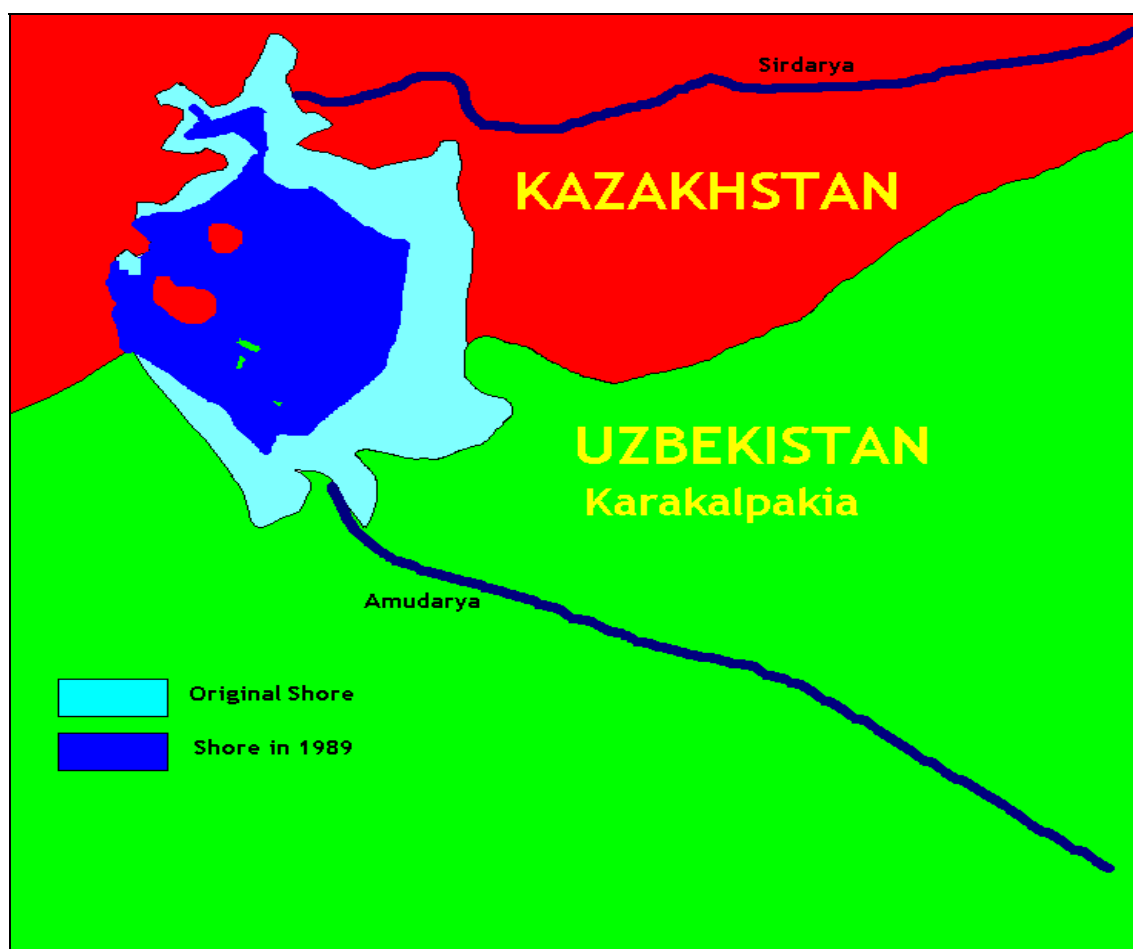 Sirdarya
KAZAKHSTAN
UZBEKISTAN
Karakalpakia
Amudarya
Original Shore
Shore in 1989